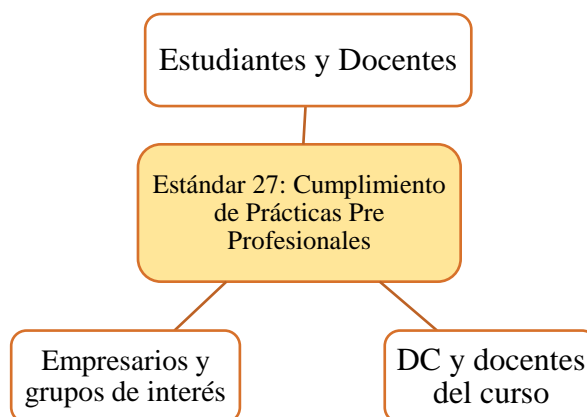 Estudiantes y Docentes
Estándar 27: Cumplimiento
de Prácticas Pre
Profesionales
Empresarios y
grupos de interés
DC y docentes
del curso